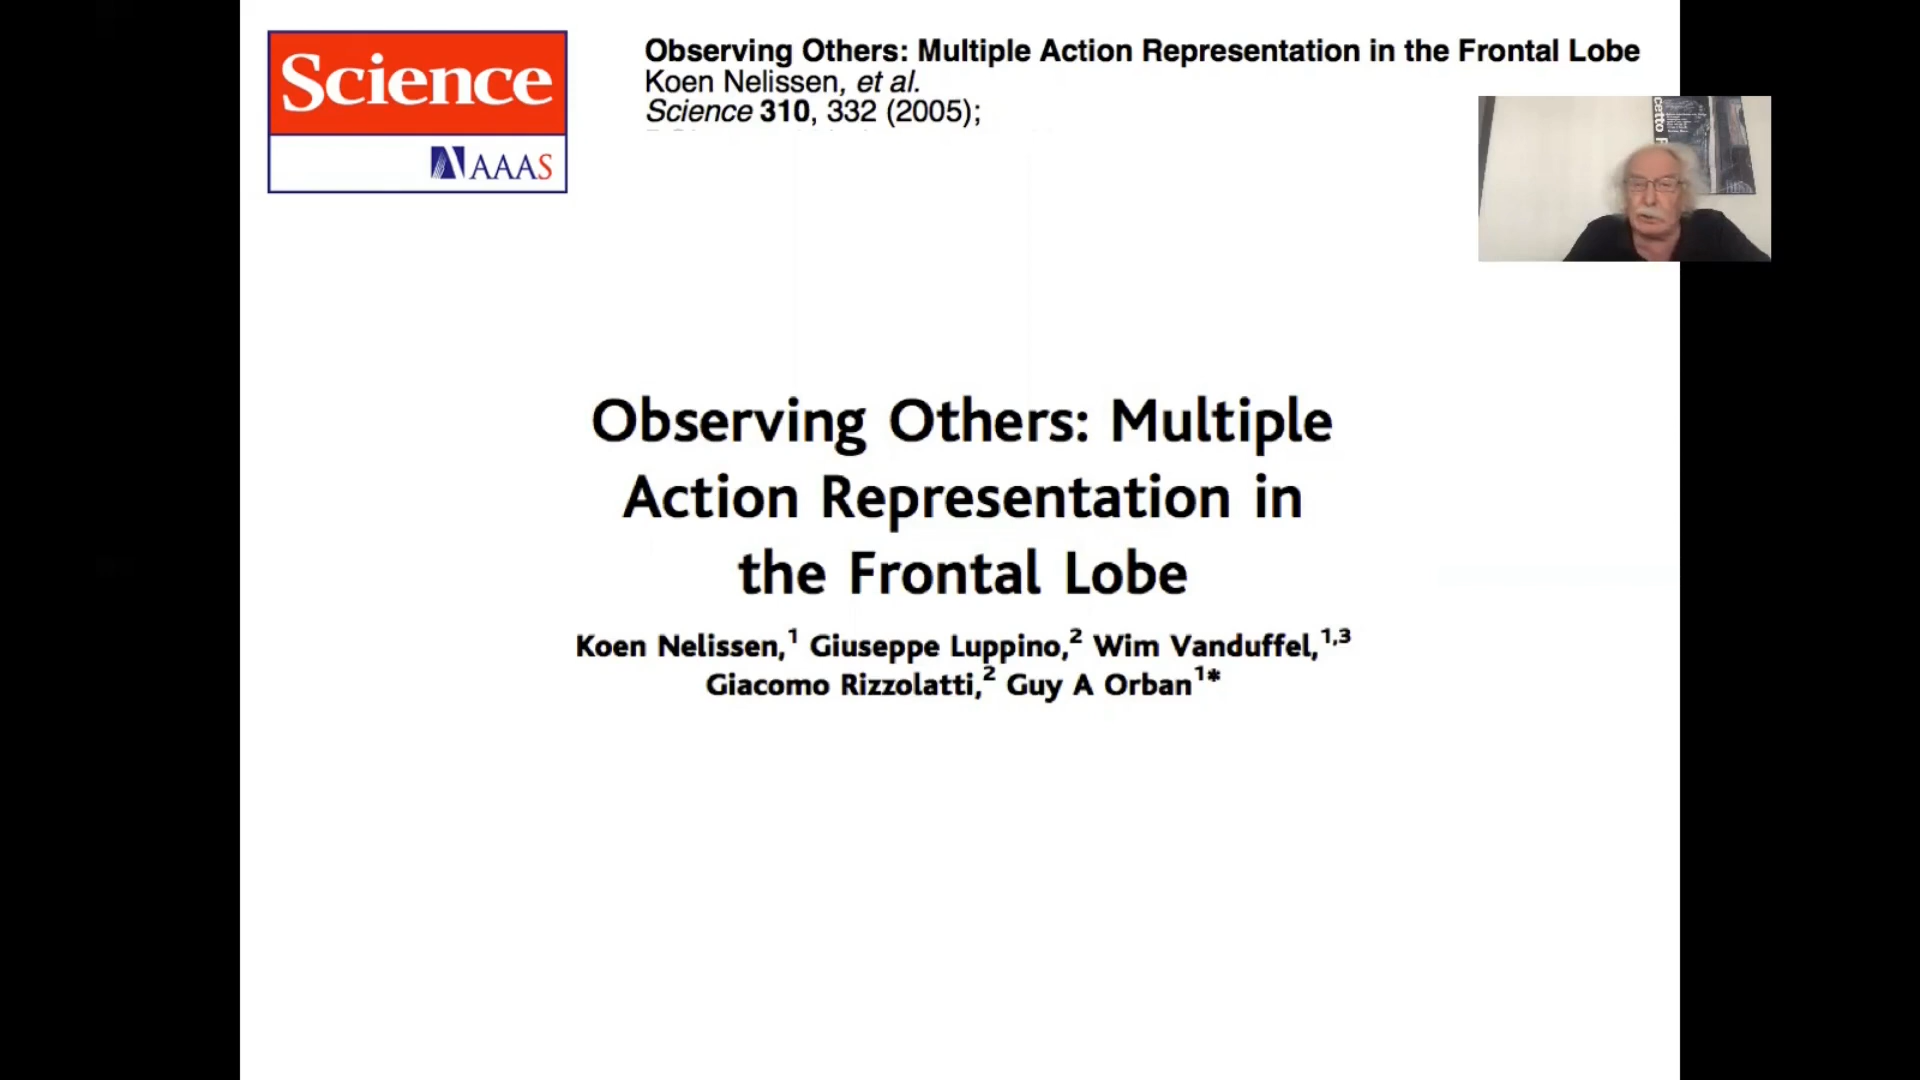 Science
AAAS
Observing Others: Multiple Action Representation in the Frontal Lobe
Koen Nelissen, et al.
Science 310, 332 (2005);
Observing Others: Multiple
Action Representation in
the Frontal Lobe
Koen Nelissen,1 Giuseppe Luppino,2 Wim Vanduffel,1,3
Giacomo Rizzolatti,2 Guy A Orban1*